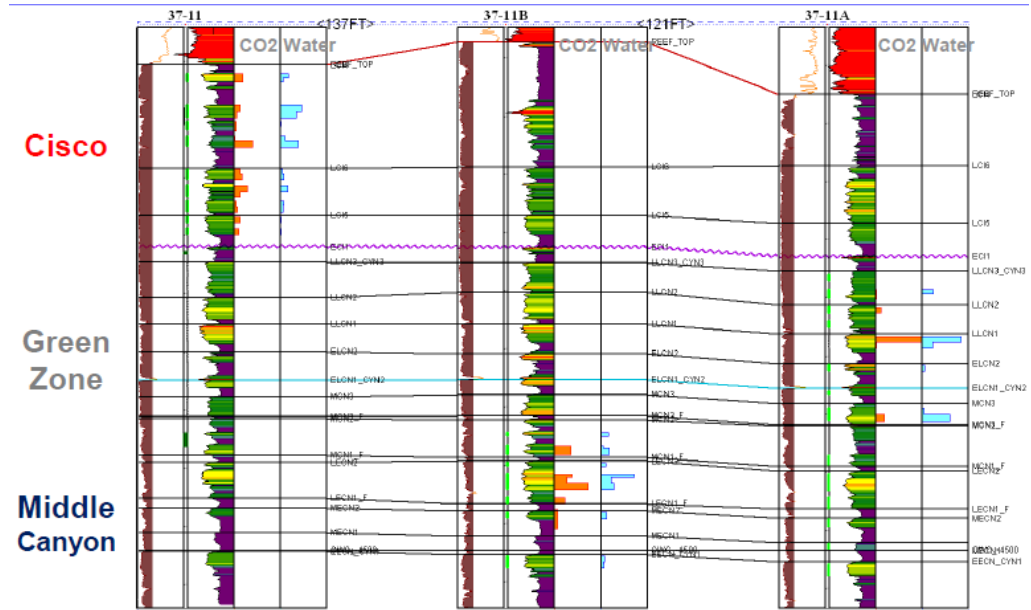 37-11
<137FT>
37-11B
<121FT>
37-11A
CO2 Water
CO2 Water
CO2 Water
REEF_TOP
REEF_TOP
Cisco
LCI6
LCI6
LCI6
LCI5
LCI5
LCI5
ECI1
ECI1
ECI1
LLCN3_CYN3
LLCN3_CYN3
LLCN3_CYN3
LLCN2
LLCN2
LLCN2
Green
Zone
LLCN1
LLCN1
LLCN1
ELCN2
ELCN2
ELCN2
ELCN1_CYN2
ELCN1_CYN2
ELCN1_CYN2
MCN3
MCN3
MCN3
MCN1_F
MCN1_F
MCN1_F
LECN2
LECN2
LECN2
LECN1_F
LECN1_F
LECN1_F
Middle
Canyon
MECN2
MECN2
MECN2
MECN1
MECN1
EECN_CYN1
EECN_CYN1